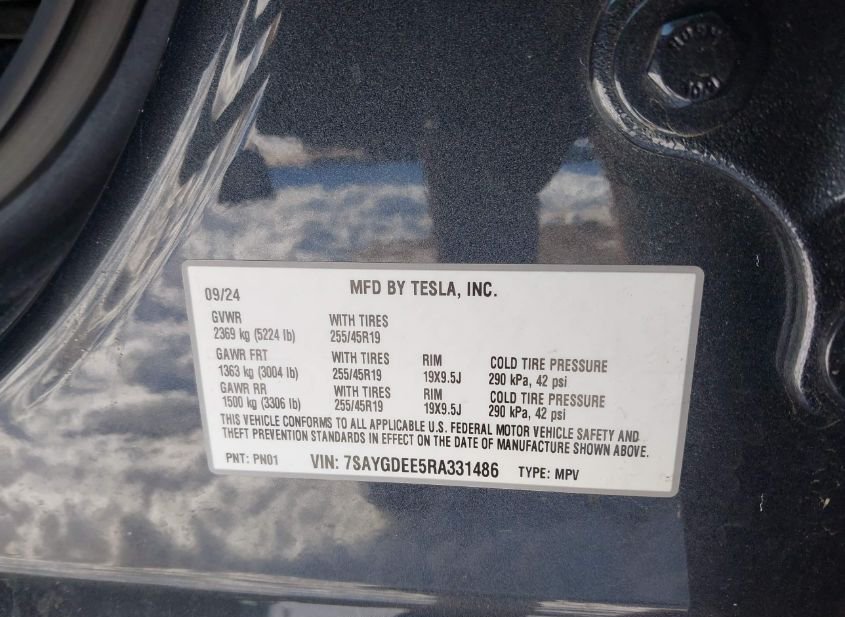 MFD BY TESLA, INC.
09/24
GVWR WITH TIRES
2369 kg (5224 lb) 255/45R19
GAWR FRT WITH TIRES RIM COLD TIRE PRESSURE
1363 kg (3004 lb) 255/45R19 19X9.5J 290 kPa, 42 psi
GAWR RR WITH TIRES RIM COLD TIRE PRESSURE
1500 kg (3306 lb) 255/45R19 19X9.5J 290 kPa, 42 psi
THIS VEHICLE CONFORMS TO ALL APPLICABLE U.S. FEDERAL MOTOR VEHICLE SAFETY AND
THEFT PREVENTION STANDARDS IN EFFECT ON THE DATE OF MANUFACTURE SHOWN ABOVE.
PNT: PN01 VIN: 7SAYGDEE5RA331486 TYPE: MPV